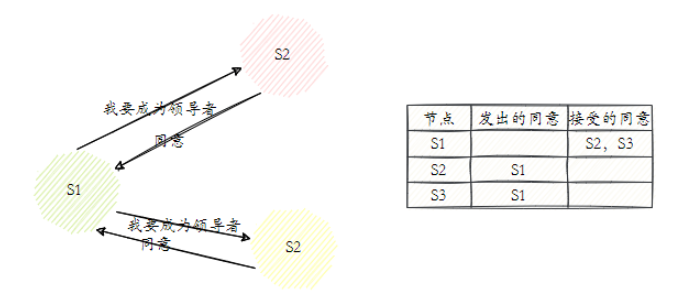 S2
我要成为领导者
同意
S1
我要成为领导者
同意
S2
节点 发出的同意 接受的同意
S1 S2, S3
S2 S1
S3 S1